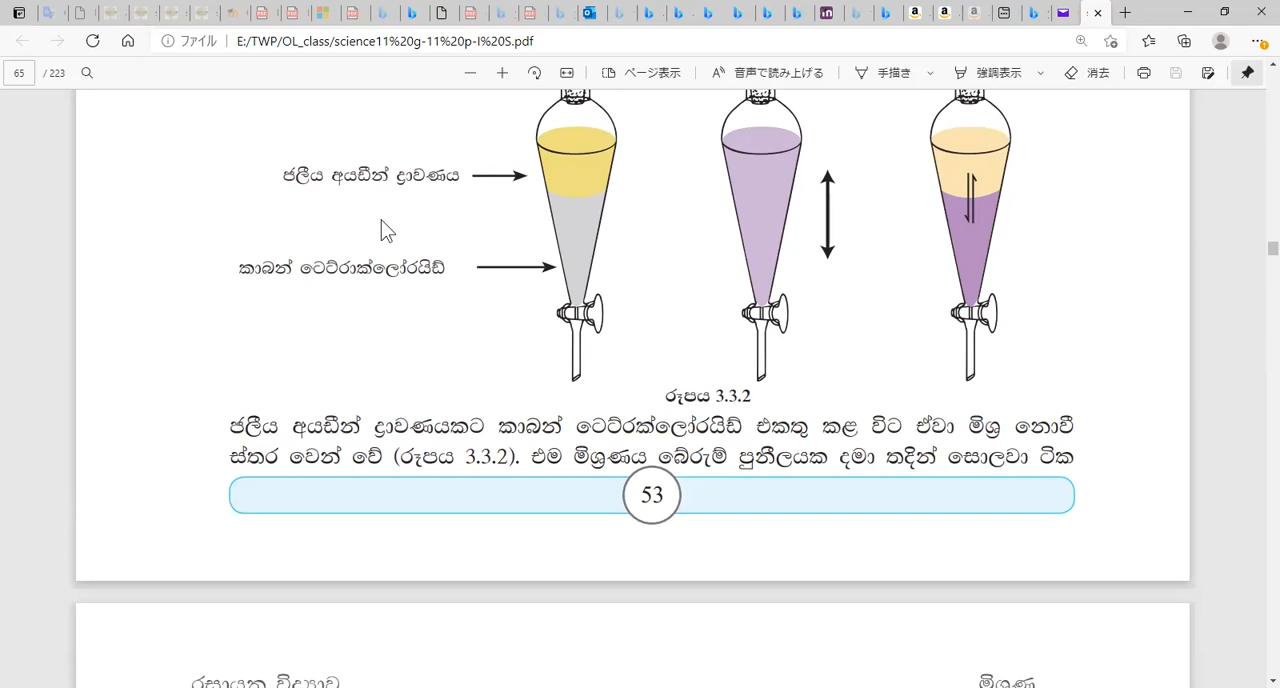 ファイル
E:/TWP/OL_class/science11%20g-11%20p-I%20S.pdf
65 / 223
ページ表示
音声で読み上げる
手描き
強調表示
消去
ජලීය අයඩීන් ද්‍රාවණය
කාබන් ටෙට්රාක්ලෝරයිඩ්
රූපය 3.3.2
ජලීය අයඩීන් ද්‍රාවණයකට කාබන් ටෙට්රක්ලෝරයිඩ් එකතු කළ විට ඒවා මිශ්‍ර නොවී
ස්තර වෙන් වේ (රූපය 3.3.2). එම මිශ්‍රණය බේරුම් පුනීලයක දමා තදින් සොලවා ටික
53
රසායන විද්‍යාව
මිශ්‍රණ